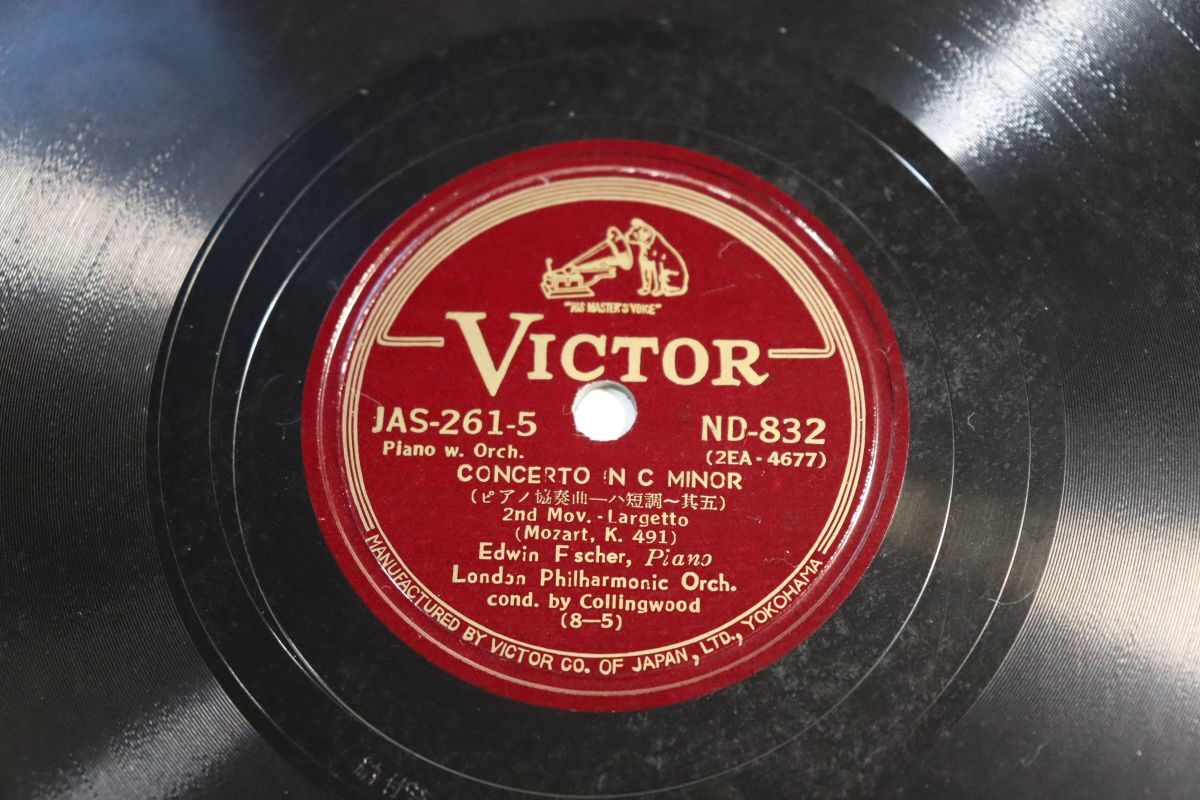 "HIS MASTER'S VOICE"
VICTOR
JAS-261-5 ND-832
Piano w. Orch. (2EA-4677)
CONCERTO IN C MINOR
(ピアノ協奏曲―ハ短調〜其五)
2nd Mov. - Largetto
(Mozart, K. 491)
Edwin Fischer, Piano
London Philharmonic Orch.
cond. by Collingwood
(8—5)
MANUFACTURED BY VICTOR CO. OF JAPAN, LTD., YOKOHAMA